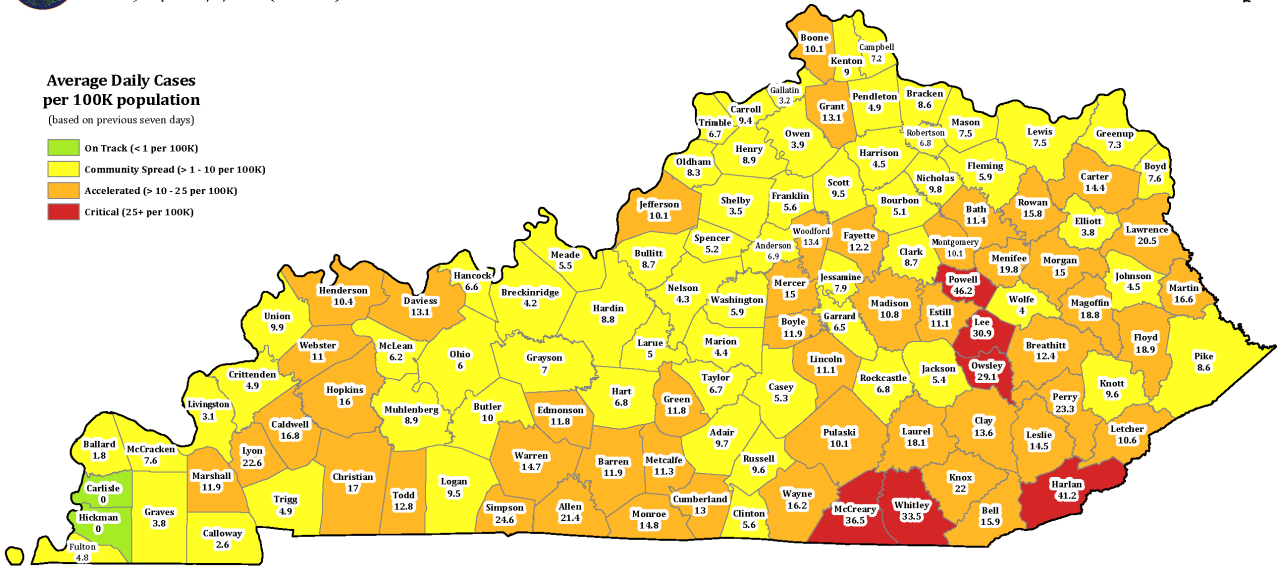 Average Daily Cases
per 100K population
(based on previous seven days)
On Track (< 1 per 100K)
Community Spread (> 1 - 10 per 100K)
Accelerated (> 10 - 25 per 100K)
Critical (25+ per 100K)
Boone
10.1
Kenton
9
Campbell
7.2
Gallatin
3.2
Grant
13.1
Pendleton
4.9
Bracken
8.6
Carroll
9.4
Trimble
6.7
Owen
3.9
Robertson
6.8
Mason
7.5
Lewis
7.5
Greenup
7.3
Henry
8.9
Oldham
8.3
Harrison
4.5
Fleming
5.9
Boyd
7.6
Carter
14.4
Nicholas
9.8
Scott
9.5
Franklin
5.6
Shelby
3.5
Jefferson
10.1
Bourbon
5.1
Bath
11.4
Rowan
15.8
Elliott
3.8
Lawrence
20.5
Woodford
13.4
Fayette
12.2
Anderson
6.9
Spencer
5.2
Bullitt
8.7
Meade
5.5
Clark
8.7
Montgomery
10.1
Menifee
19.8
Morgan
15
Johnson
4.5
Martin
16.6
Hancock
6.6
Breckinridge
4.2
Hardin
8.8
Nelson
4.3
Washington
5.9
Mercer
15
Jessamine
7.9
Powell
46.2
Wolfe
4
Magoffin
18.8
Henderson
10.4
Daviess
13.1
Union
9.9
Madison
10.8
Estill
11.1
Garrard
6.5
Boyle
11.9
Lee
30.9
Breathitt
12.4
Floyd
18.9
Pike
8.6
Webster
11
McLean
6.2
Ohio
6
Grayson
7
Larue
5
Marion
4.4
Lincoln
11.1
Rockcastle
6.8
Jackson
5.4
Owsley
29.1
Knott
9.6
Perry
23.3
Crittenden
4.9
Livingston
3.1
Hopkins
16
Muhlenberg
8.9
Butler
10
Edmonson
11.8
Hart
6.8
Green
11.8
Taylor
6.7
Casey
5.3
Caldwell
16.8
Adair
9.7
Pulaski
10.1
Laurel
18.1
Clay
13.6
Leslie
14.5
Letcher
10.6
Ballard
1.8
McCracken
7.6
Lyon
22.6
Marshall
11.9
Warren
14.7
Barren
11.9
Metcalfe
11.3
Russell
9.6
Carlisle
0
Graves
3.8
Trigg
4.9
Christian
17
Todd
12.8
Logan
9.5
Simpson
24.6
Allen
21.4
Monroe
14.8
Cumberland
13
Clinton
5.6
Wayne
16.2
McCreary
36.5
Whitley
33.5
Knox
22
Bell
15.9
Harlan
41.2
Hickman
0
Fulton
4.8
Calloway
2.6